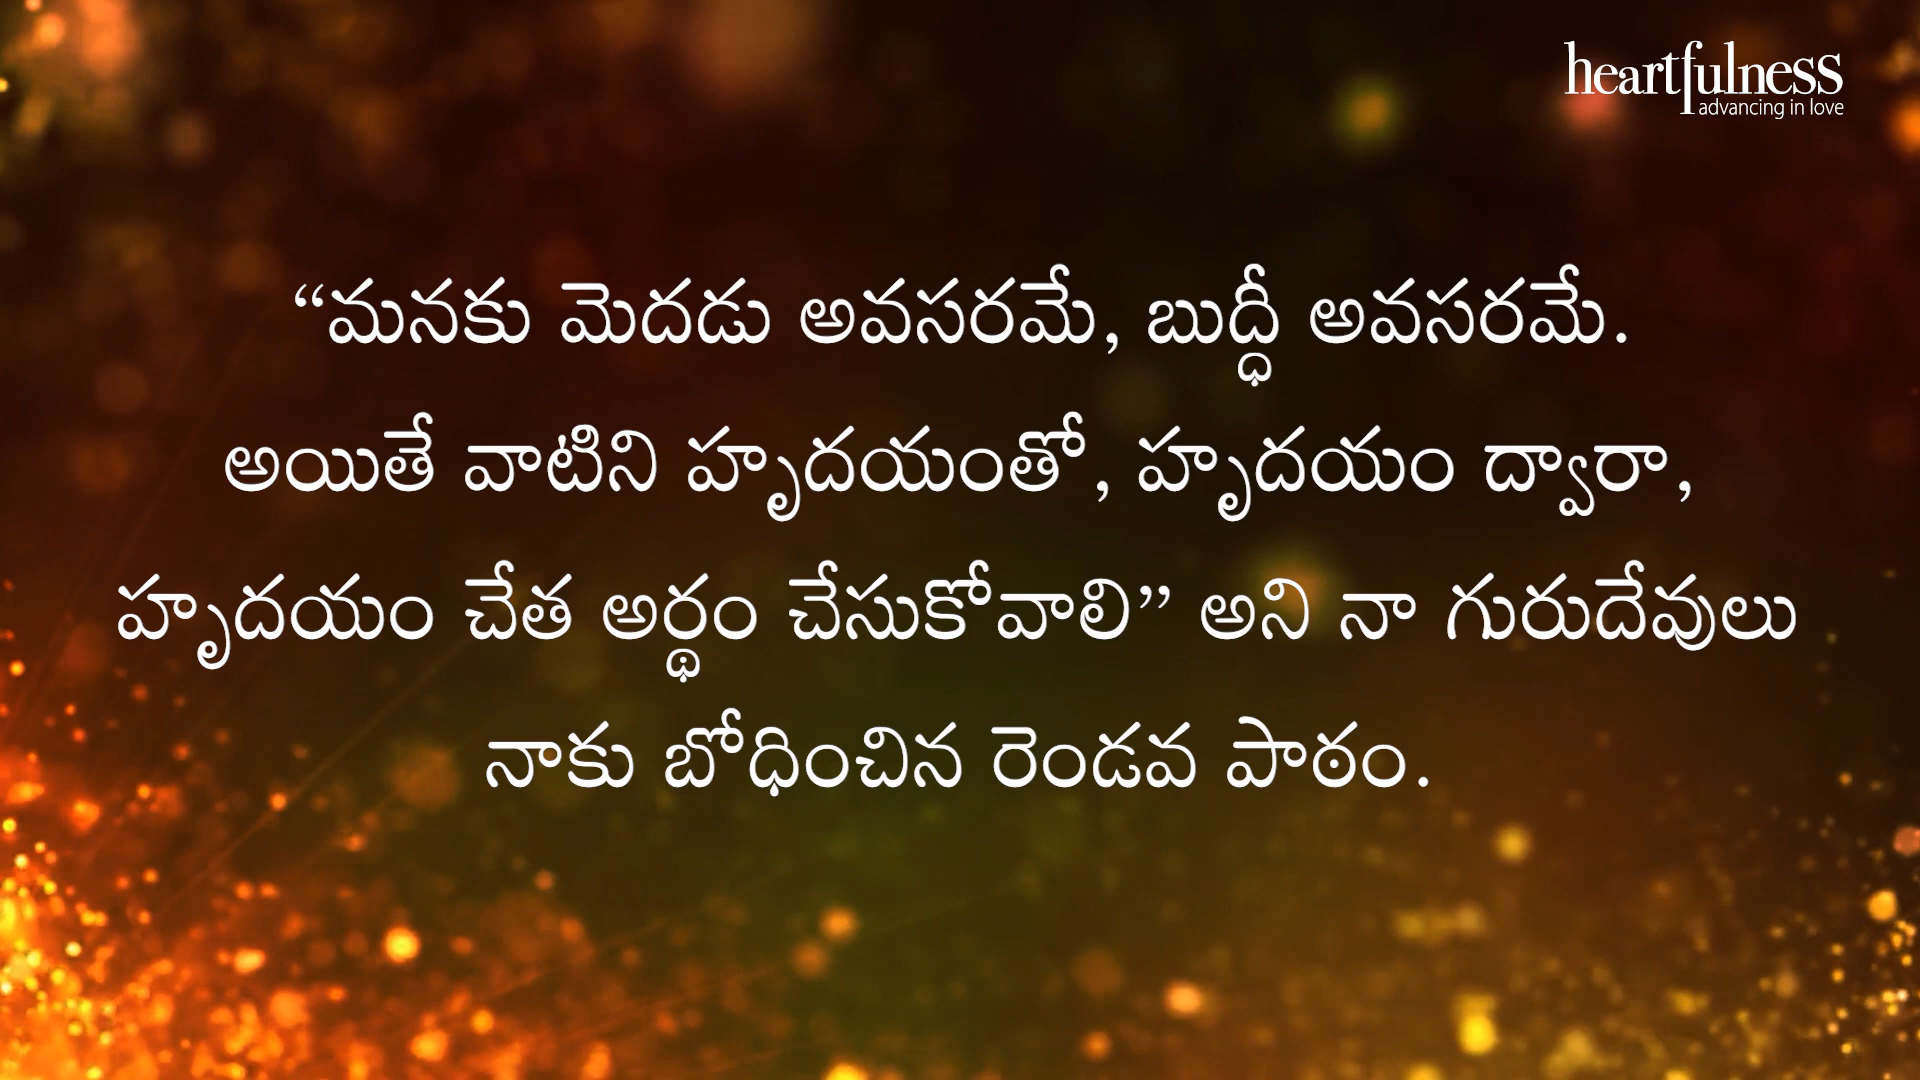 heartfulness
advancing in love
“మనకు మెదడు అవసరమే, బుద్ధీ అవసరమే.
అయితే వాటిని హృదయంతో, హృదయం ద్వారా,
హృదయం చేత అర్థం చేసుకోవాలి” అని నా గురుదేవులు
నాకు బోధించిన రెండవ పాఠం.